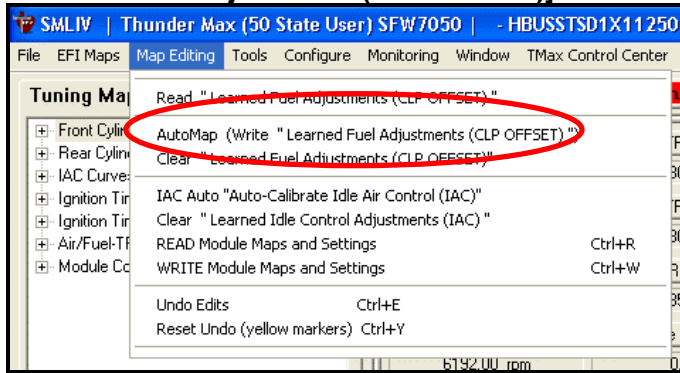 SMLIV | Thunder Max (50 State User) SFW7050 | - HBUSSTSD1X11250
File EFI Maps Map Editing Tools Configure Monitoring Window TMax Control Center
Tuning Map
Read "Learned Fuel Adjustments (CLP OFFSET)"
Front Cylin
AutoMap (Write "Learned Fuel Adjustments (CLP OFFSET)")
Rear Cylin
Clear "Learned Fuel Adjustments (CLP OFFSET)"
IAC Curve
IAC Auto "Auto-Calibrate Idle Air Control (IAC)"
Ignition Tir
Clear "Learned Idle Control Adjustments (IAC)"
Ignition Tir
READ Module Maps and Settings Ctrl+R
Air/Fuel-TF
WRITE Module Maps and Settings Ctrl+W
Module Co
Undo Edits Ctrl+E
Reset Undo (yellow markers) Ctrl+Y
6192.00 rpm